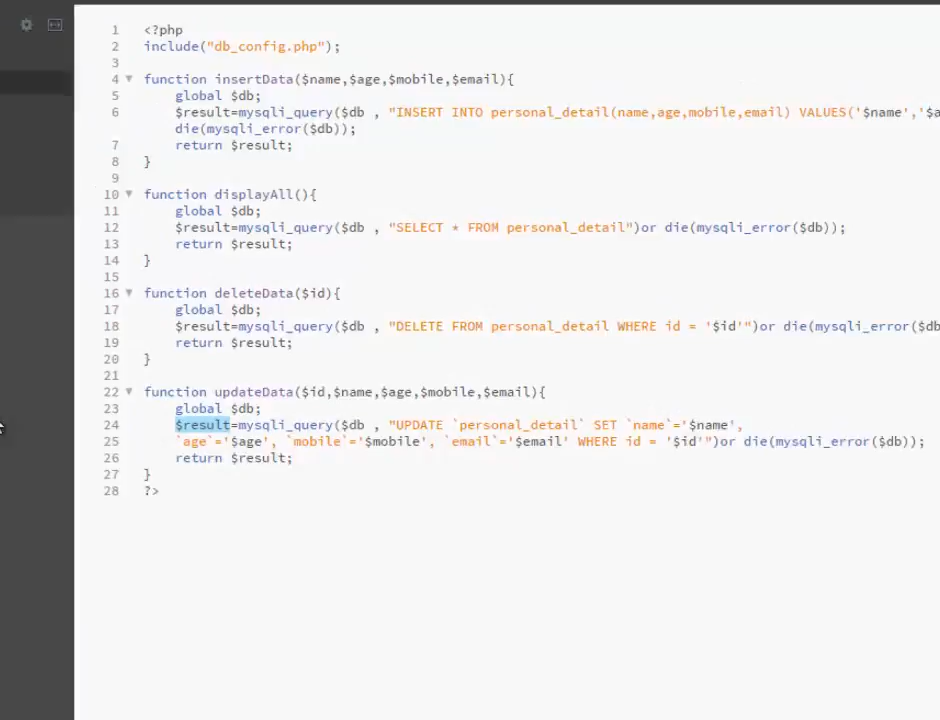 1 <?php
2 include("db_config.php");
3
4 function insertData($name,$age,$mobile,$email){
5 global $db;
6 $result=mysqli_query($db , "INSERT INTO personal_detail(name,age,mobile,email) VALUES('$name','$a
die(mysqli_error($db));
7 return $result;
8 }
9
10 function displayAll(){
11 global $db;
12 $result=mysqli_query($db , "SELECT * FROM personal_detail")or die(mysqli_error($db));
13 return $result;
14 }
15
16 function deleteData($id){
17 global $db;
18 $result=mysqli_query($db , "DELETE FROM personal_detail WHERE id = '$id'")or die(mysqli_error($db
19 return $result;
20 }
21
22 function updateData($id,$name,$age,$mobile,$email){
23 global $db;
24 $result=mysqli_query($db , "UPDATE `personal_detail` SET `name`='$name',
25 `age`='$age', `mobile`='$mobile', `email`='$email' WHERE id = '$id'")or die(mysqli_error($db));
26 return $result;
27 }
28 ?>